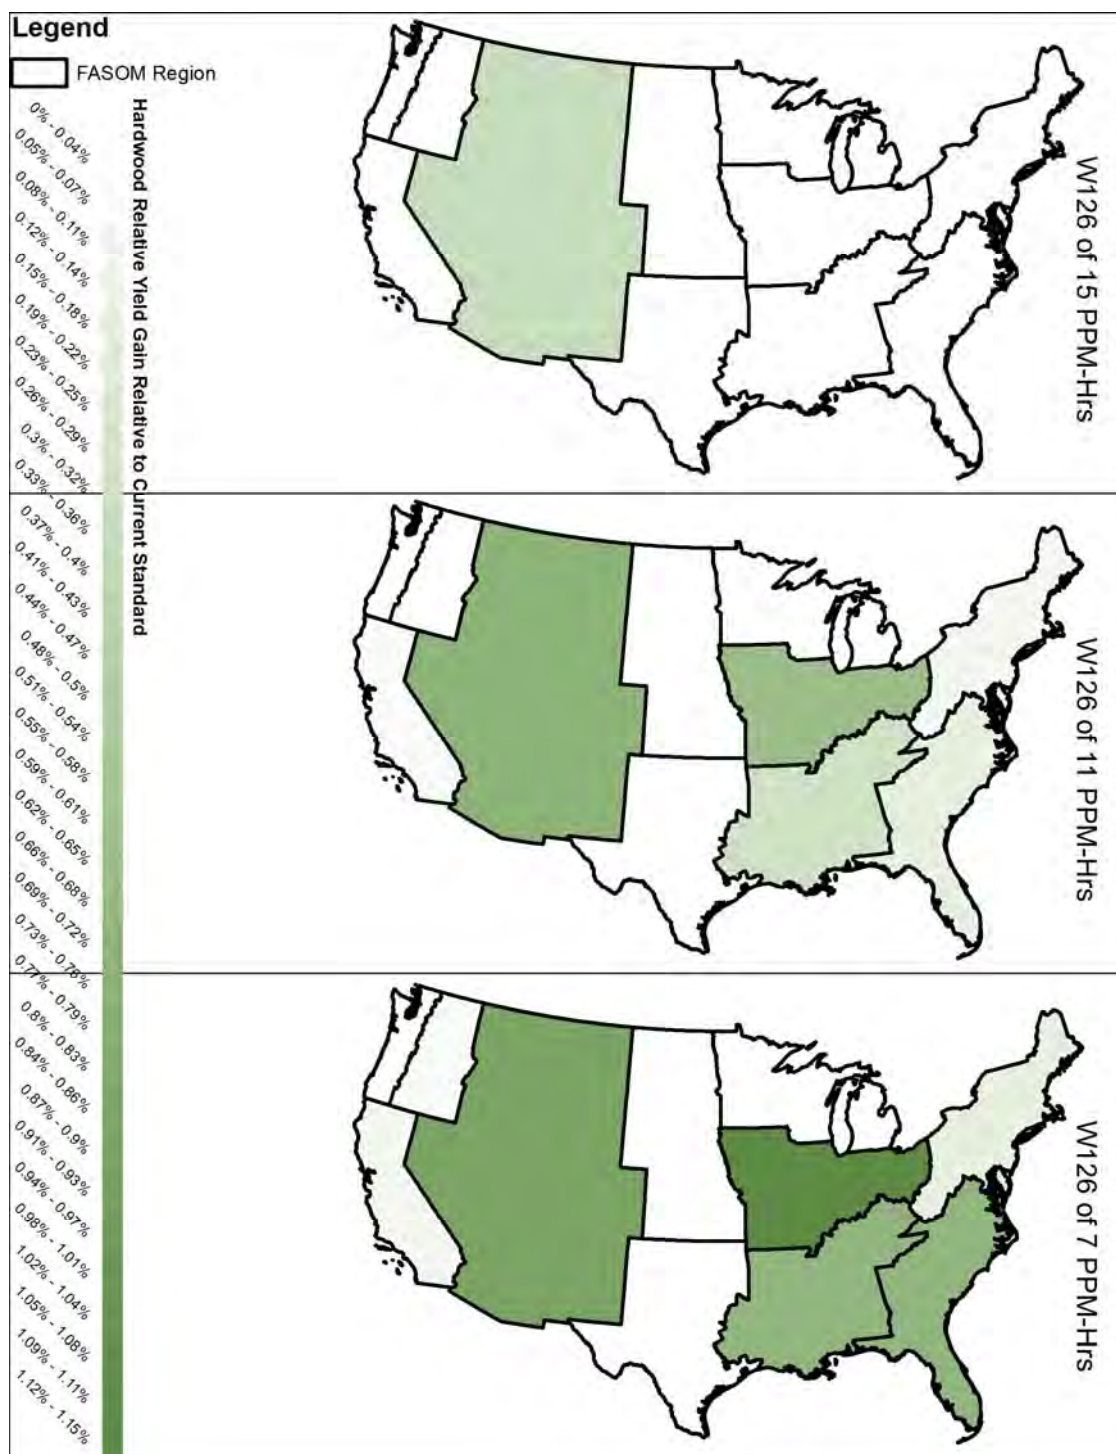 Legend
FASOM Region
Hardwood Relative Yield Gain Relative to Current Standard
0% - 0.04%
0.05% - 0.07%
0.08% - 0.11%
0.12% - 0.14%
0.15% - 0.18%
0.19% - 0.22%
0.23% - 0.25%
0.26% - 0.29%
0.3% - 0.32%
0.33% - 0.36%
0.37% - 0.4%
0.41% - 0.43%
0.44% - 0.47%
0.48% - 0.5%
0.51% - 0.54%
0.55% - 0.58%
0.59% - 0.61%
0.62% - 0.65%
0.66% - 0.68%
0.69% - 0.72%
0.73% - 0.76%
0.77% - 0.79%
0.8% - 0.83%
0.84% - 0.86%
0.87% - 0.9%
0.91% - 0.93%
0.94% - 0.97%
0.98% - 1.01%
1.02% - 1.04%
1.05% - 1.08%
1.09% - 1.11%
1.12% - 1.15%
W126 of 15 PPM-Hrs
W126 of 11 PPM-Hrs
W126 of 7 PPM-Hrs